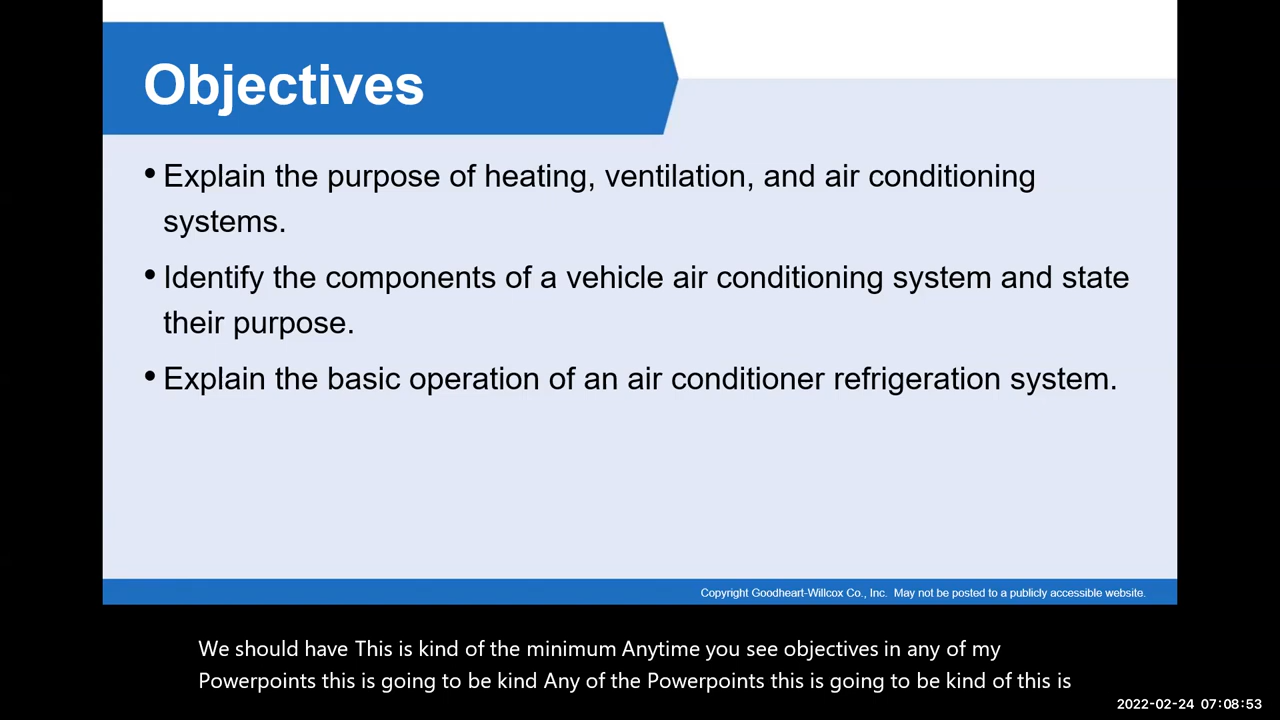 Objectives
• Explain the purpose of heating, ventilation, and air conditioning
systems.
• Identify the components of a vehicle air conditioning system and state
their purpose.
• Explain the basic operation of an air conditioner refrigeration system.
Copyright Goodheart-Willcox Co., Inc. May not be posted to a publicly accessible website.
We should have This is kind of the minimum Anytime you see objectives in any of my
Powerpoints this is going to be kind Any of the Powerpoints this is going to be kind of this is
2022-02-24 07:08:53